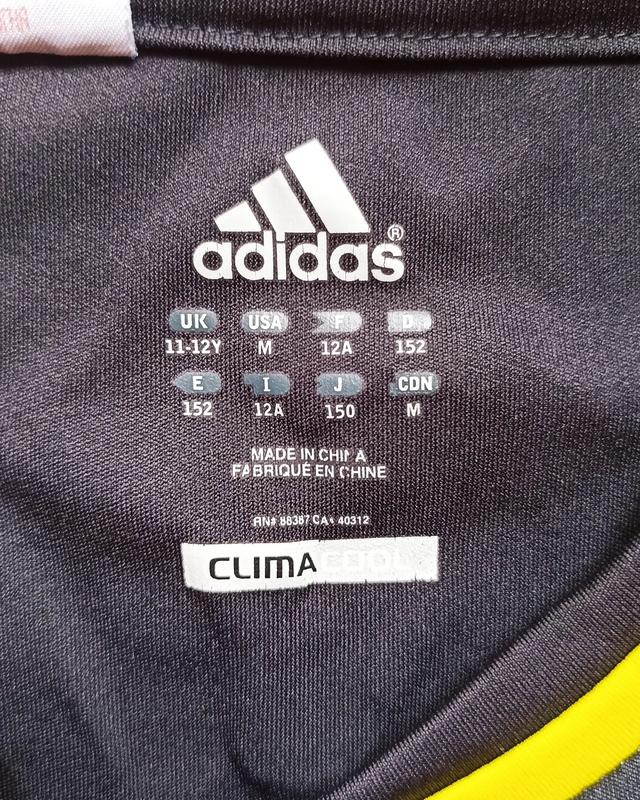 adidas®
UK USA F D
11-12Y M 12A 152
E I J CDN
152 12A 150 M
MADE IN CHINA
FABRIQUÉ EN CHINE
RN# 88387 CA# 40312
CLIMACOOL